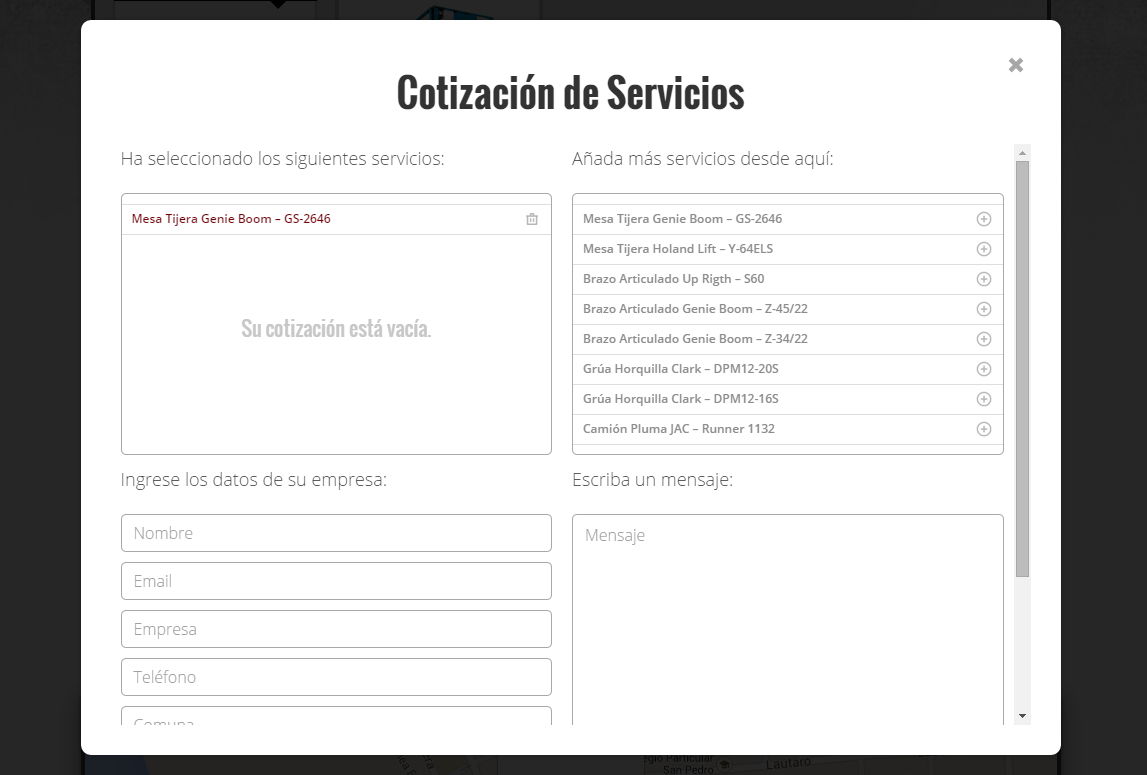 Cotización de Servicios
Ha seleccionado los siguientes servicios:
Mesa Tijera Genie Boom – GS-2646
Su cotización está vacía.
Añada más servicios desde aquí:
Mesa Tijera Genie Boom – GS-2646
Mesa Tijera Holand Lift – Y-64ELS
Brazo Articulado Up Rigth – S60
Brazo Articulado Genie Boom – Z-45/22
Brazo Articulado Genie Boom – Z-34/22
Grúa Horquilla Clark – DPM12-20S
Grúa Horquilla Clark – DPM12-16S
Camión Pluma JAC – Runner 1132
Ingrese los datos de su empresa:
Nombre
Email
Empresa
Teléfono
Comuna
Escriba un mensaje:
Mensaje
Particular
San Pedro
Lautaro